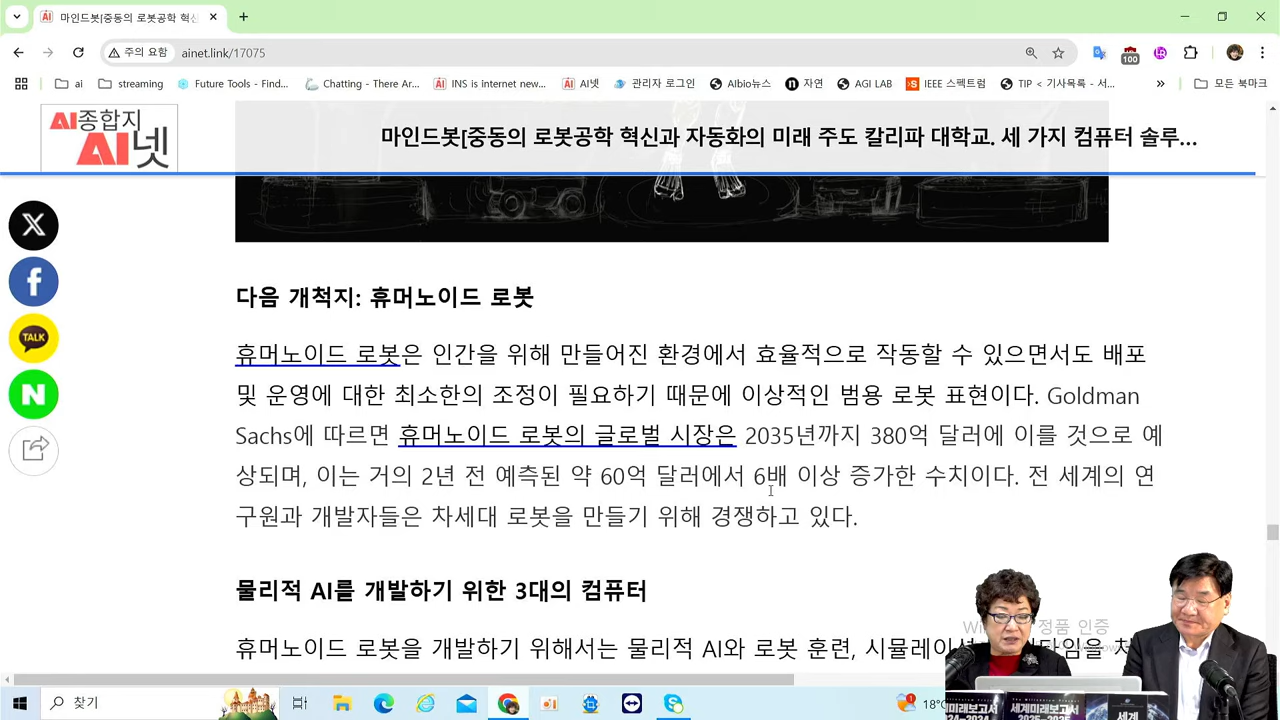 마인드봇[중동의 로봇공학 혁신
주의 요함
ainet.link/17075
100
ai
streaming
Future Tools - Find...
Chatting - There Ar...
INS is internet new...
AI넷
관리자 로그인
AIbio뉴스
자연
AGI LAB
IEEE 스펙트럼
TIP < 기사목록 - 서...
모든 북마크
AI종합지
AI넷
마인드봇[중동의 로봇공학 혁신과 자동화의 미래 주도 칼리파 대학교. 세 가지 컴퓨터 솔루...
TALK
N
다음 개척지: 휴머노이드 로봇
휴머노이드 로봇은 인간을 위해 만들어진 환경에서 효율적으로 작동할 수 있으면서도 배포
및 운영에 대한 최소한의 조정이 필요하기 때문에 이상적인 범용 로봇 표현이다. Goldman
Sachs에 따르면 휴머노이드 로봇의 글로벌 시장은 2035년까지 380억 달러에 이를 것으로 예
상되며, 이는 거의 2년 전 예측된 약 60억 달러에서 6배 이상 증가한 수치이다. 전 세계의 연
구원과 개발자들은 차세대 로봇을 만들기 위해 경쟁하고 있다.
물리적 AI를 개발하기 위한 3대의 컴퓨터
휴머노이드 로봇을 개발하기 위해서는 물리적 AI와 로봇 훈련, 시뮬레이션
정품 인증
찾기
18°C
세계미래보고서
세계